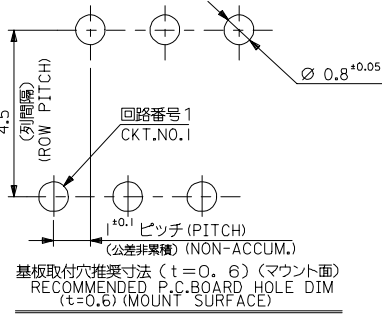 Ø 0.8±0.05
4.5
(列間隔)
(ROW PITCH)
回路番号1
CKT.NO.1
1±0.1 ピッチ(PITCH)
(公差非累積)(NON-ACCUM.)
基板取付穴推奨寸法(t=0.6)(マウント面)
RECOMMENDED P.C.BOARD HOLE DIM
(t=0.6)(MOUNT SURFACE)